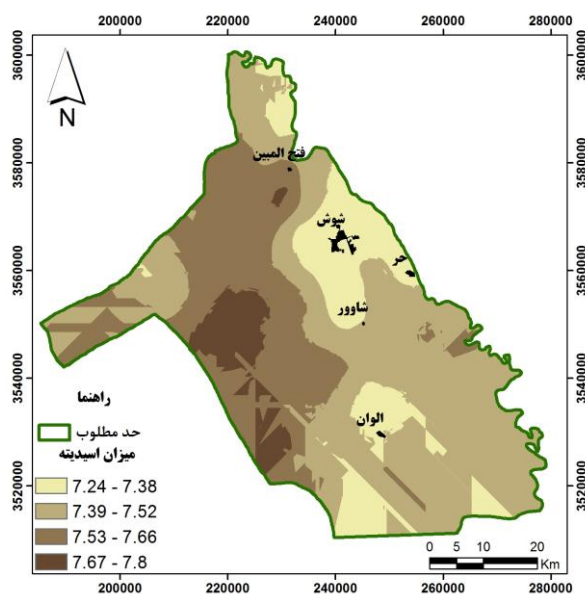 200000 220000 240000 260000 280000
3600000 3600000
3580000 3580000
3560000 3560000
3540000 3540000
3520000 3520000
N
فتح المبین
شوش
حر
شاوور
الوان
راهنما
حد مطلوب
میزان اسیدیته
7.24 - 7.38
7.39 - 7.52
7.53 - 7.66
7.67 - 7.8
0 5 10 20
Km
200000 220000 240000 260000 280000